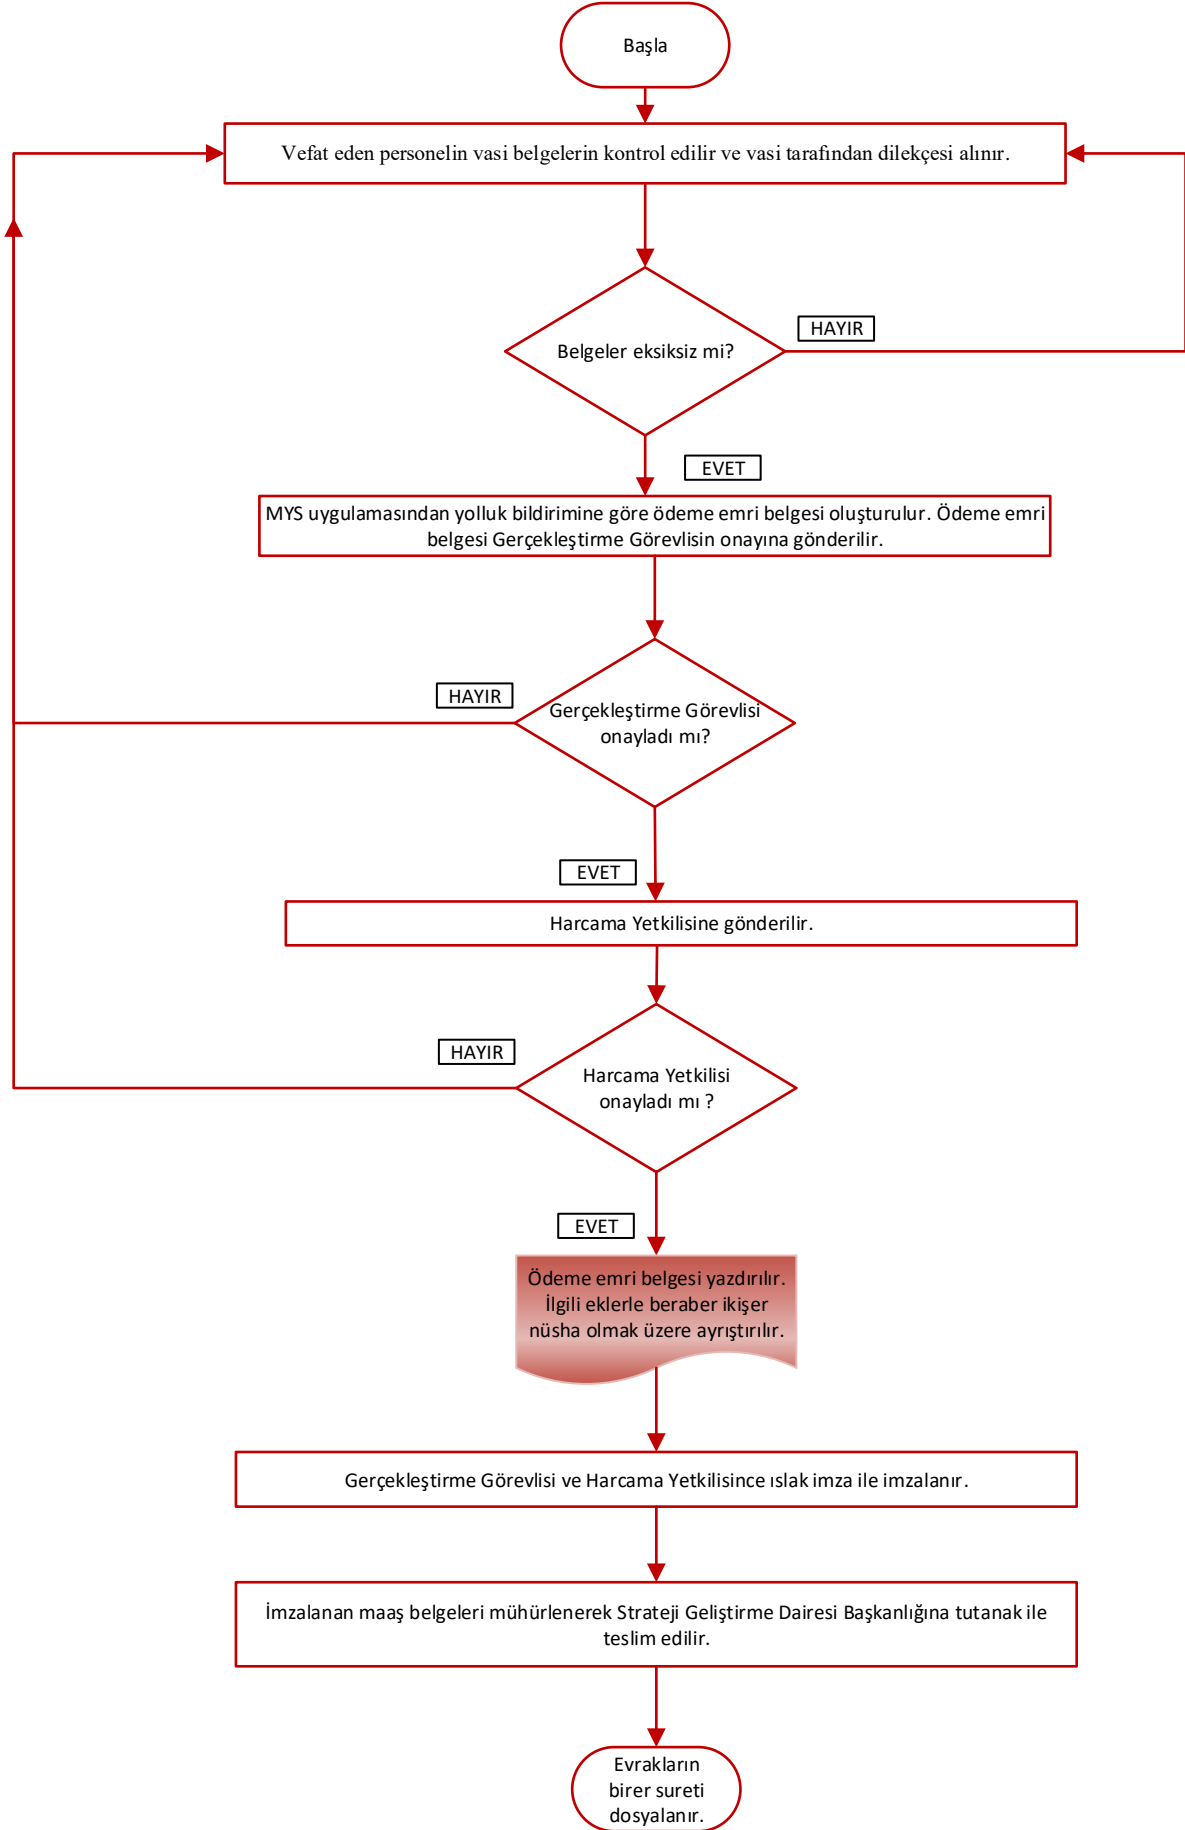 Başla
Vefat eden personelin vasi belgelerin kontrol edilir ve vasi tarafından dilekçesi alınır.
HAYIR
Belgeler eksiksiz mi?
EVET
MYS uygulamasından yolluk bildirimine göre ödeme emri belgesi oluşturulur. Ödeme emri
belgesi Gerçekleştirme Görevlisin onayına gönderilir.
HAYIR
Gerçekleştirme Görevlisi
onayladı mı?
EVET
Harcama Yetkilisine gönderilir.
HAYIR
Harcama Yetkilisi
onayladı mı ?
EVET
Ödeme emri belgesi yazdırılır.
İlgili eklerle beraber ikişer
nüsha olmak üzere ayrıştırılır.
Gerçekleştirme Görevlisi ve Harcama Yetkilisince ıslak imza ile imzalanır.
İmzalanan maaş belgeleri mühürlenerek Strateji Geliştirme Dairesi Başkanlığına tutanak ile
teslim edilir.
Evrakların
birer sureti
dosyalanır.